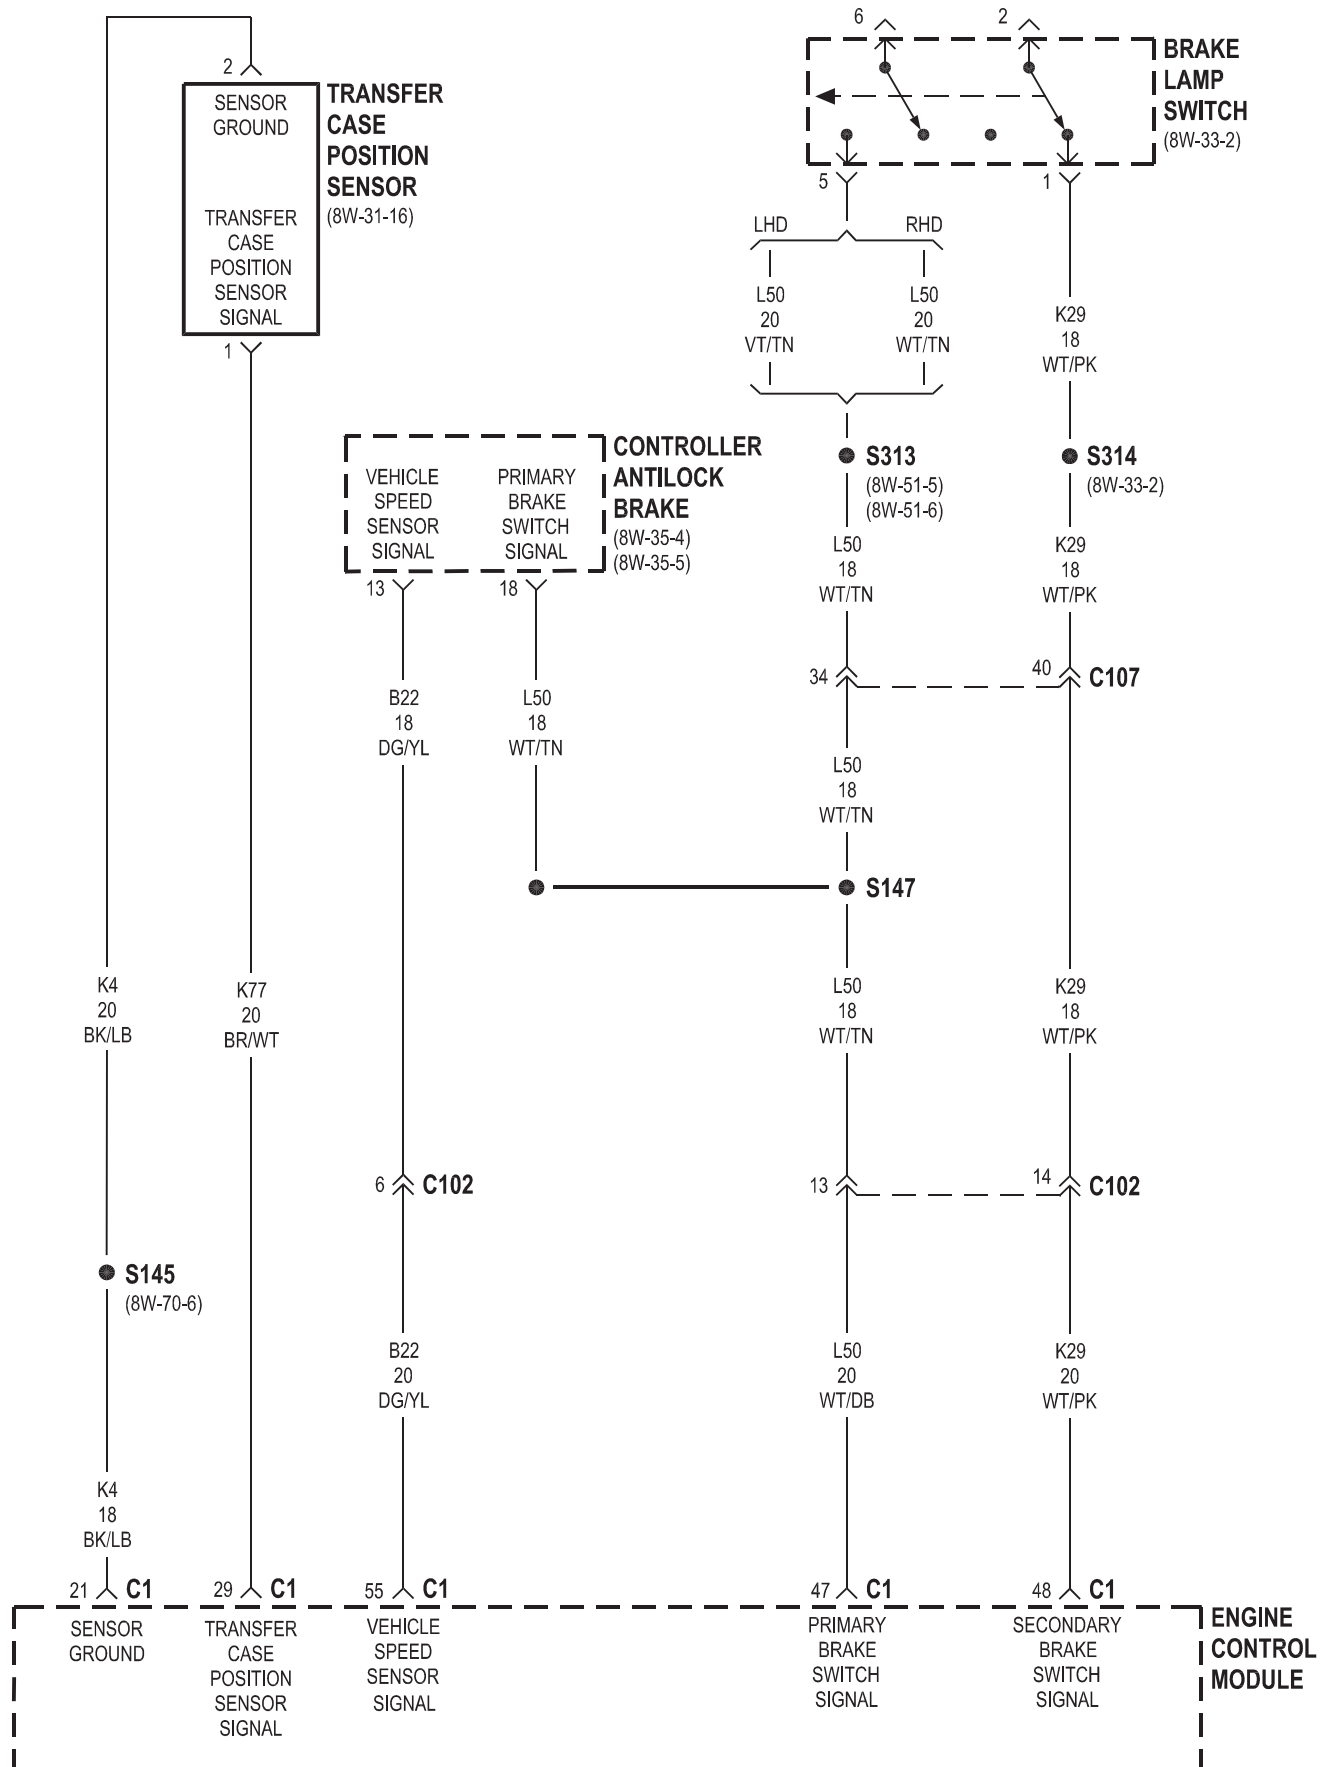 6
2
BRAKE
LAMP
SWITCH
(8W-33-2)
5
1
2
SENSOR
GROUND
TRANSFER
CASE
POSITION
SENSOR
SIGNAL
1
TRANSFER
CASE
POSITION
SENSOR
(8W-31-16)
LHD
RHD
L50
20
VT/TN
L50
20
WT/TN
K29
18
WT/PK
S313
(8W-51-5)
(8W-51-6)
S314
(8W-33-2)
VEHICLE
SPEED
SENSOR
SIGNAL
PRIMARY
BRAKE
SWITCH
SIGNAL
CONTROLLER
ANTILOCK
BRAKE
(8W-35-4)
(8W-35-5)
13
18
L50
18
WT/TN
K29
18
WT/PK
34
40
C107
B22
18
DG/YL
L50
18
WT/TN
L50
18
WT/TN
S147
K4
20
BK/LB
K77
20
BR/WT
L50
18
WT/TN
K29
18
WT/PK
6
C102
13
14
C102
S145
(8W-70-6)
B22
20
DG/YL
L50
20
WT/DB
K29
20
WT/PK
K4
18
BK/LB
21
C1
29
C1
55
C1
47
C1
48
C1
SENSOR
GROUND
TRANSFER
CASE
POSITION
SENSOR
SIGNAL
VEHICLE
SPEED
SENSOR
SIGNAL
PRIMARY
BRAKE
SWITCH
SIGNAL
SECONDARY
BRAKE
SWITCH
SIGNAL
ENGINE
CONTROL
MODULE